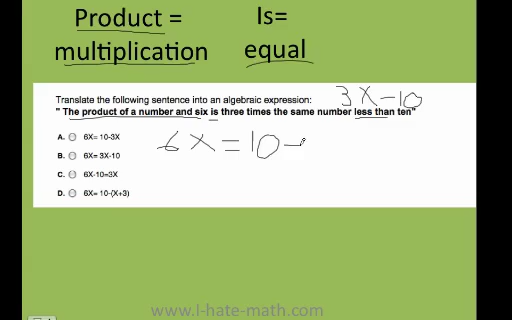 Product = Is=
multiplication equal
Translate the following sentence into an algebraic expression: 3X-10
" The product of a number and six is three times the same number less than ten"
A. 6X= 10-3X
B. 6X= 3X-10
C. 6X-10=3X
D. 6X= 10-(X+3)
6X=10-
www.I-hate-math.com